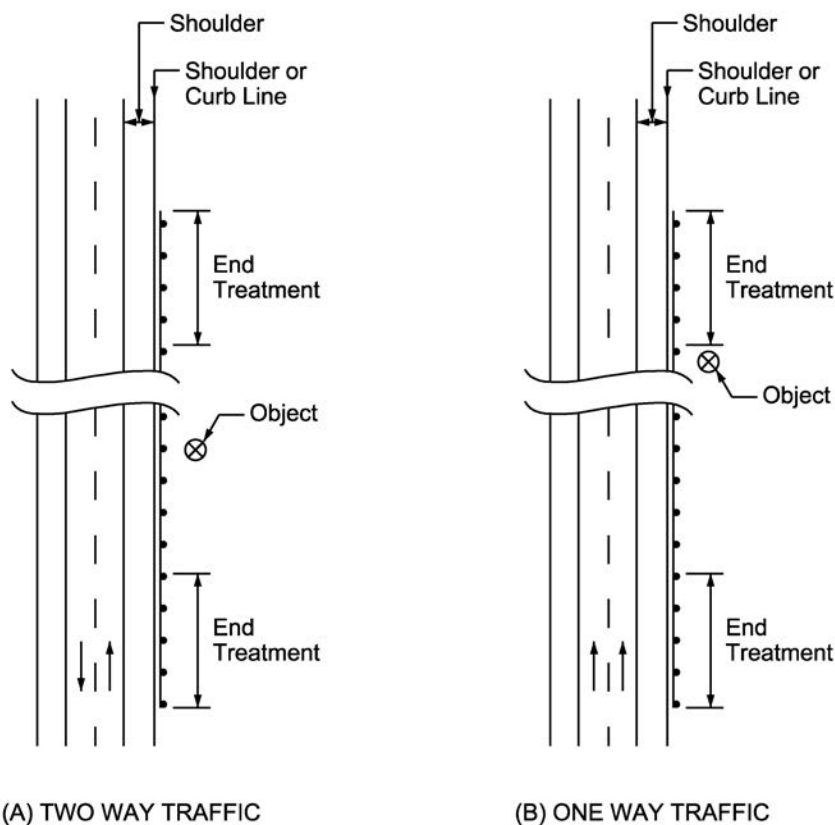 Shoulder
Shoulder or
Curb Line
End
Treatment
Object
End
Treatment
(A) TWO WAY TRAFFIC
Shoulder
Shoulder or
Curb Line
End
Treatment
Object
End
Treatment
(B) ONE WAY TRAFFIC